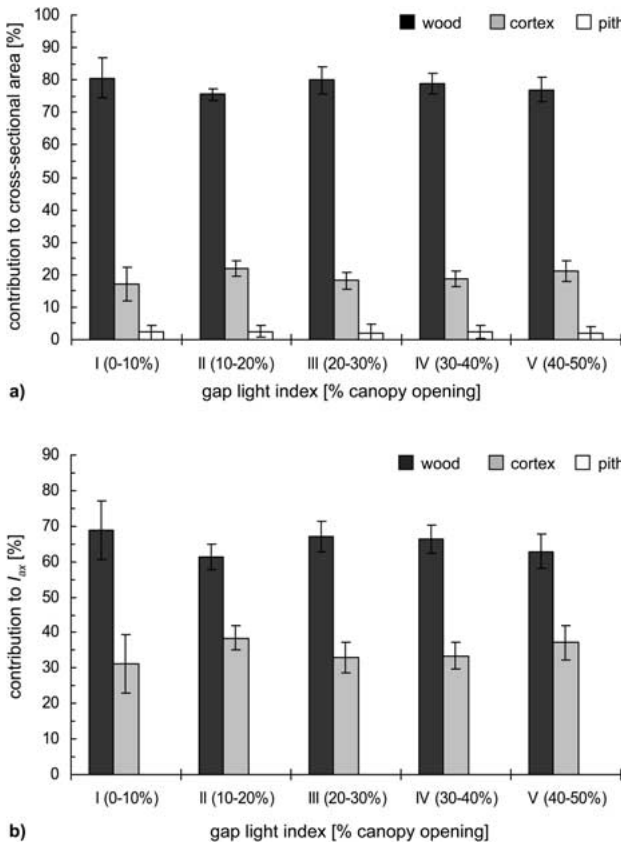 contribution to cross-sectional area [%]
100
90
80
70
60
50
40
30
20
10
0
wood cortex pith
I (0-10%) II (10-20%) III (20-30%) IV (30-40%) V (40-50%)
a) gap light index [% canopy opening]
contribution to Iax [%]
90
80
70
60
50
40
30
20
10
0
wood cortex pith
I (0-10%) II (10-20%) III (20-30%) IV (30-40%) V (40-50%)
b) gap light index [% canopy opening]